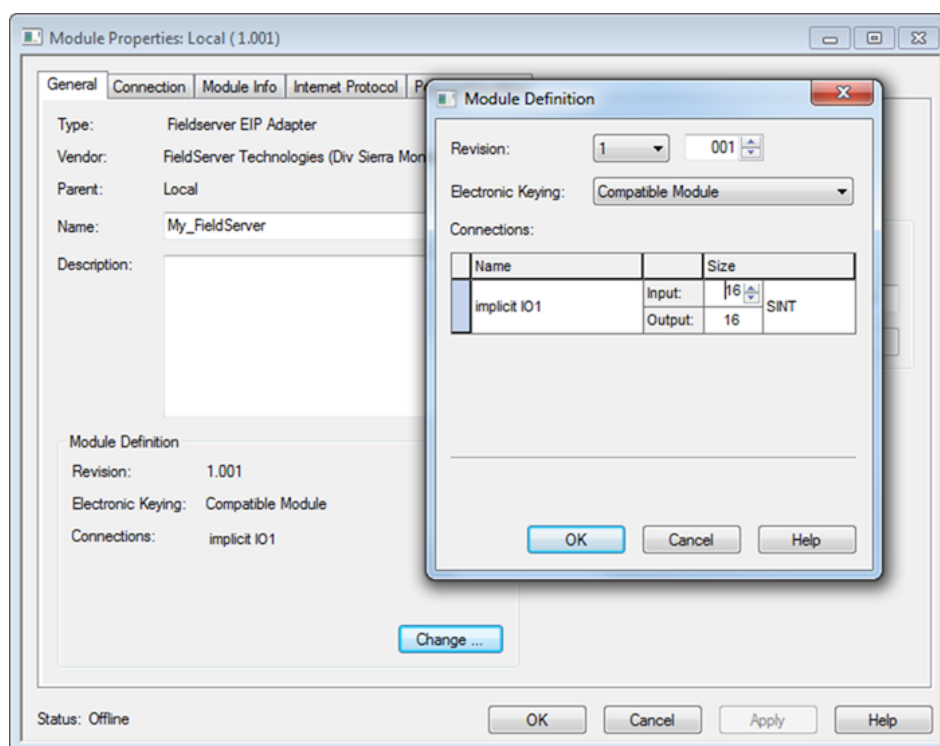 Module Properties: Local (1.001)
General Connection Module Info Internet Protocol
Type: Fieldserver EIP Adapter
Vendor: FieldServer Technologies (Div Sierra Mon
Parent: Local
Name: My_FieldServer
Description:
Module Definition
Revision: 1.001
Electronic Keying: Compatible Module
Connections: implicit IO1
Change ...
Status: Offline
OK Cancel Apply Help
Module Definition
Revision: 1 001
Electronic Keying: Compatible Module
Connections:
Name Size
implicit IO1 Input: 16 SINT
Output: 16
OK Cancel Help